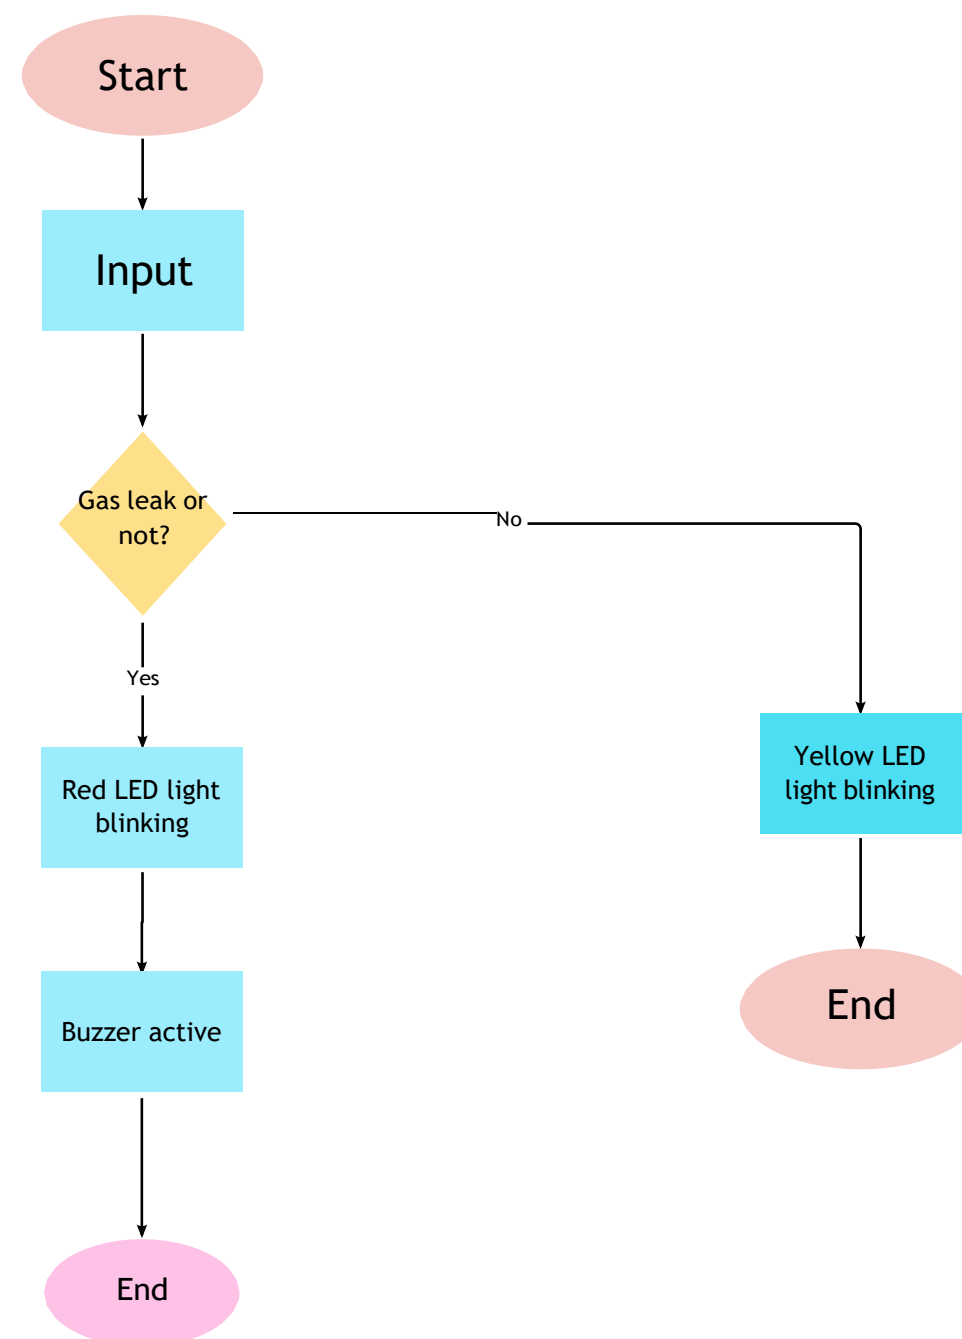 Start
Input
Gas leak or
not?
No
Yes
Red LED light
blinking
Yellow LED
light blinking
Buzzer active
End
End